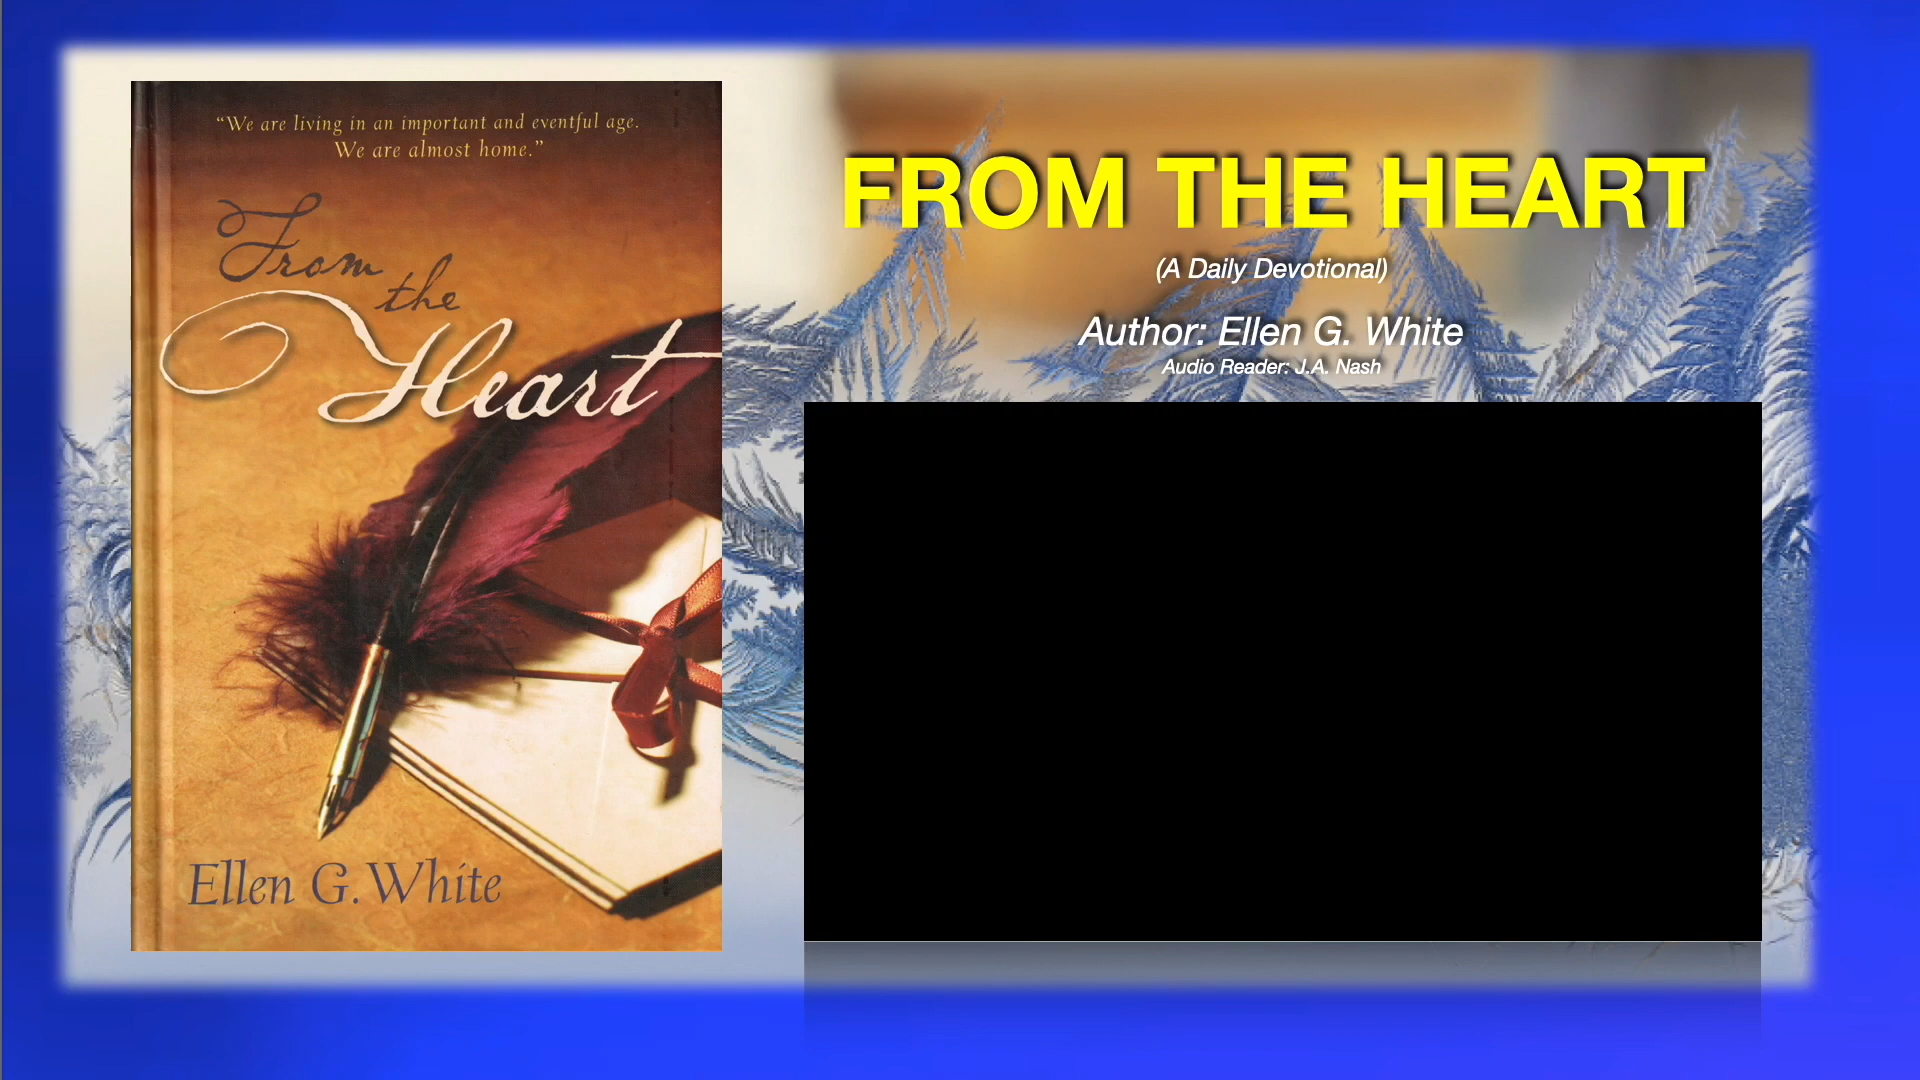 “We are living in an important and eventful age.
We are almost home.”
From
the
Heart
Ellen G. White
FROM THE HEART
(A Daily Devotional)
Author: Ellen G. White
Audio Reader: J.A. Nash